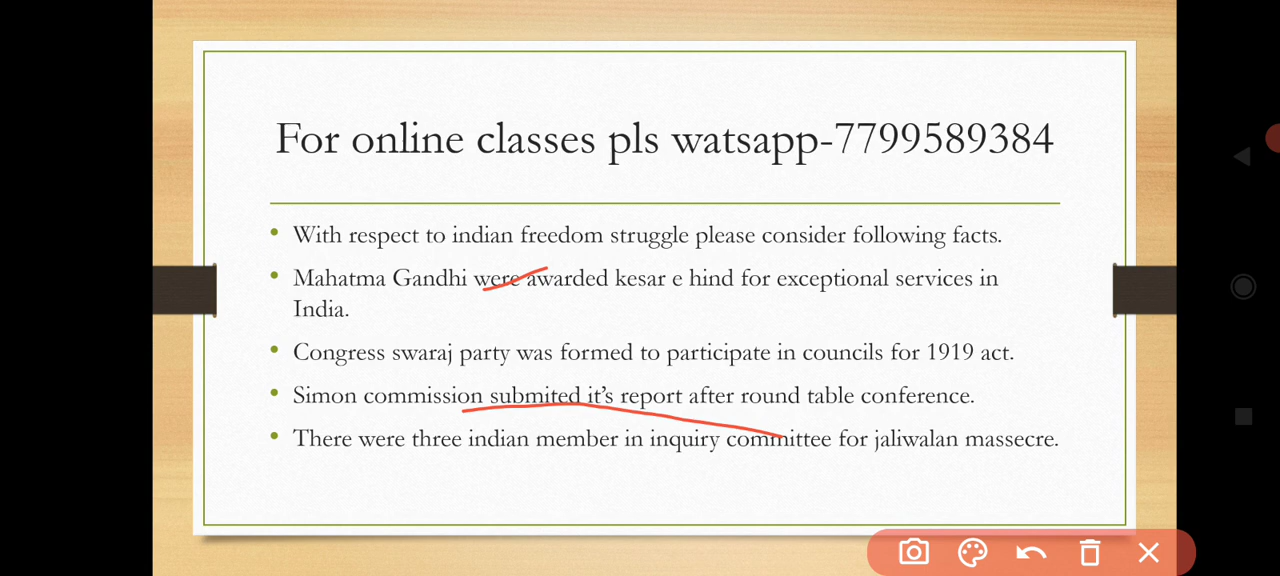 For online classes pls watsapp-7799589384
• With respect to indian freedom struggle please consider following facts.
• Mahatma Gandhi were awarded kesar e hind for exceptional services in
India.
• Congress swaraj party was formed to participate in councils for 1919 act.
• Simon commission submited it's report after round table conference.
• There were three indian member in inquiry committee for jaliwalan massecre.